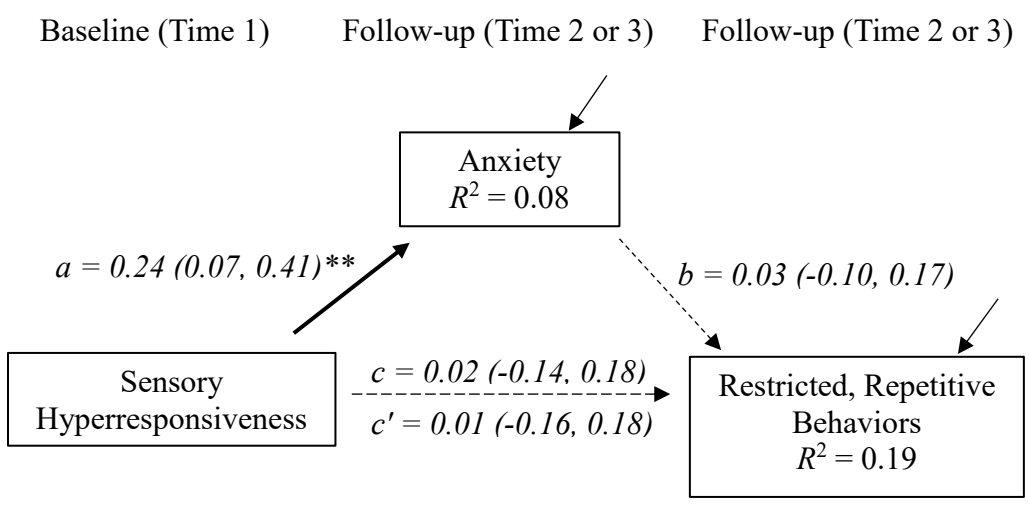 Baseline (Time 1)
Follow-up (Time 2 or 3)
Follow-up (Time 2 or 3)
Anxiety
R² = 0.08
a = 0.24 (0.07, 0.41)**
b = 0.03 (-0.10, 0.17)
Sensory
Hyperresponsiveness
c = 0.02 (-0.14, 0.18)
c' = 0.01 (-0.16, 0.18)
Restricted, Repetitive
Behaviors
R² = 0.19